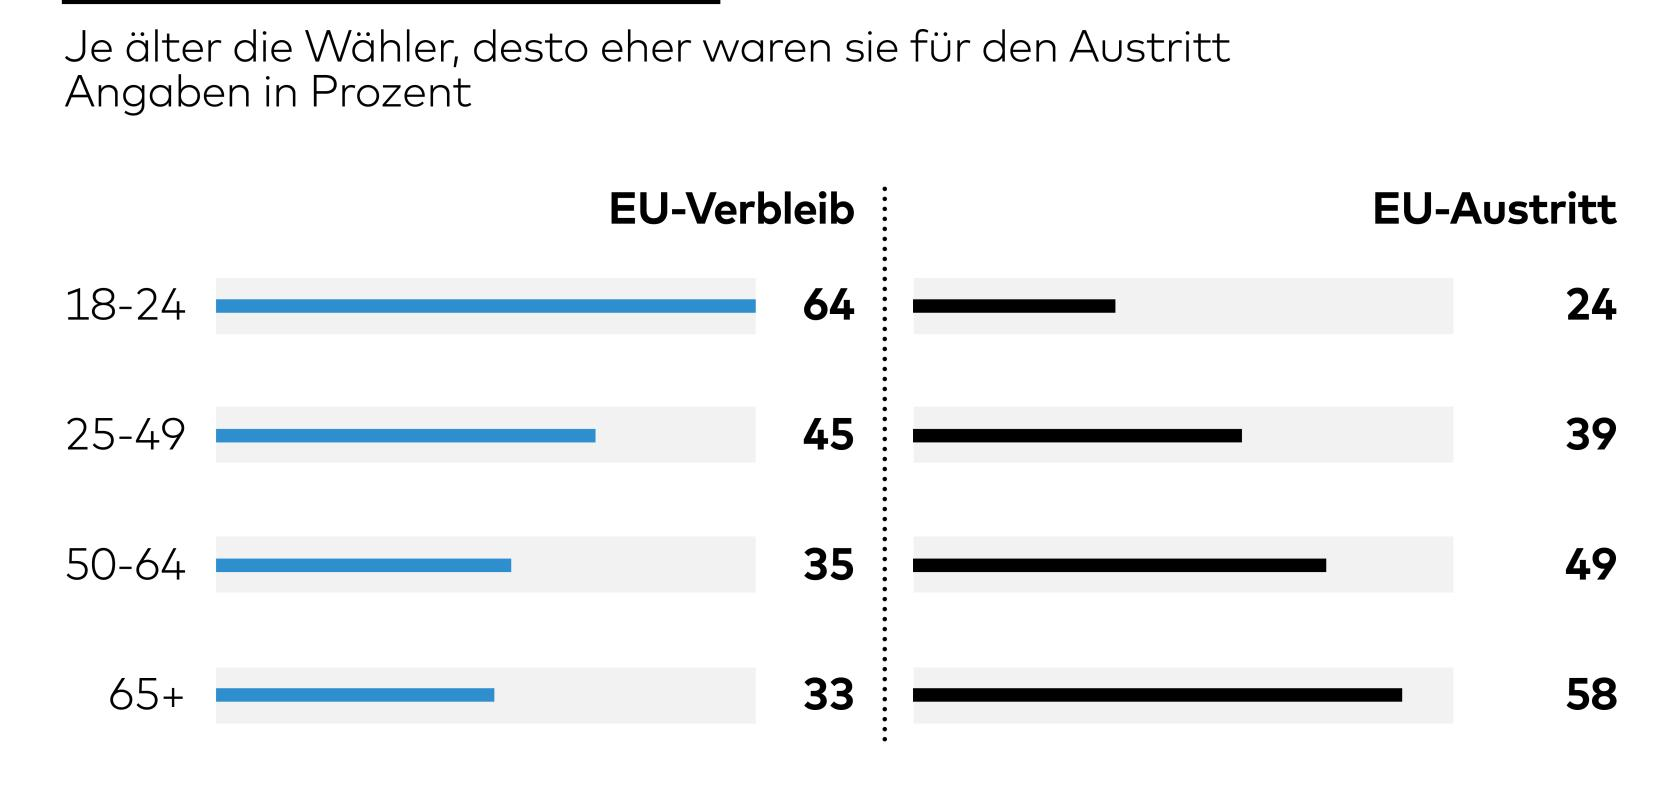 Je älter die Wähler, desto eher waren sie für den Austritt
Angaben in Prozent
EU-Verbleib EU-Austritt
18-24 64 24
25-49 45 39
50-64 35 49
65+ 33 58